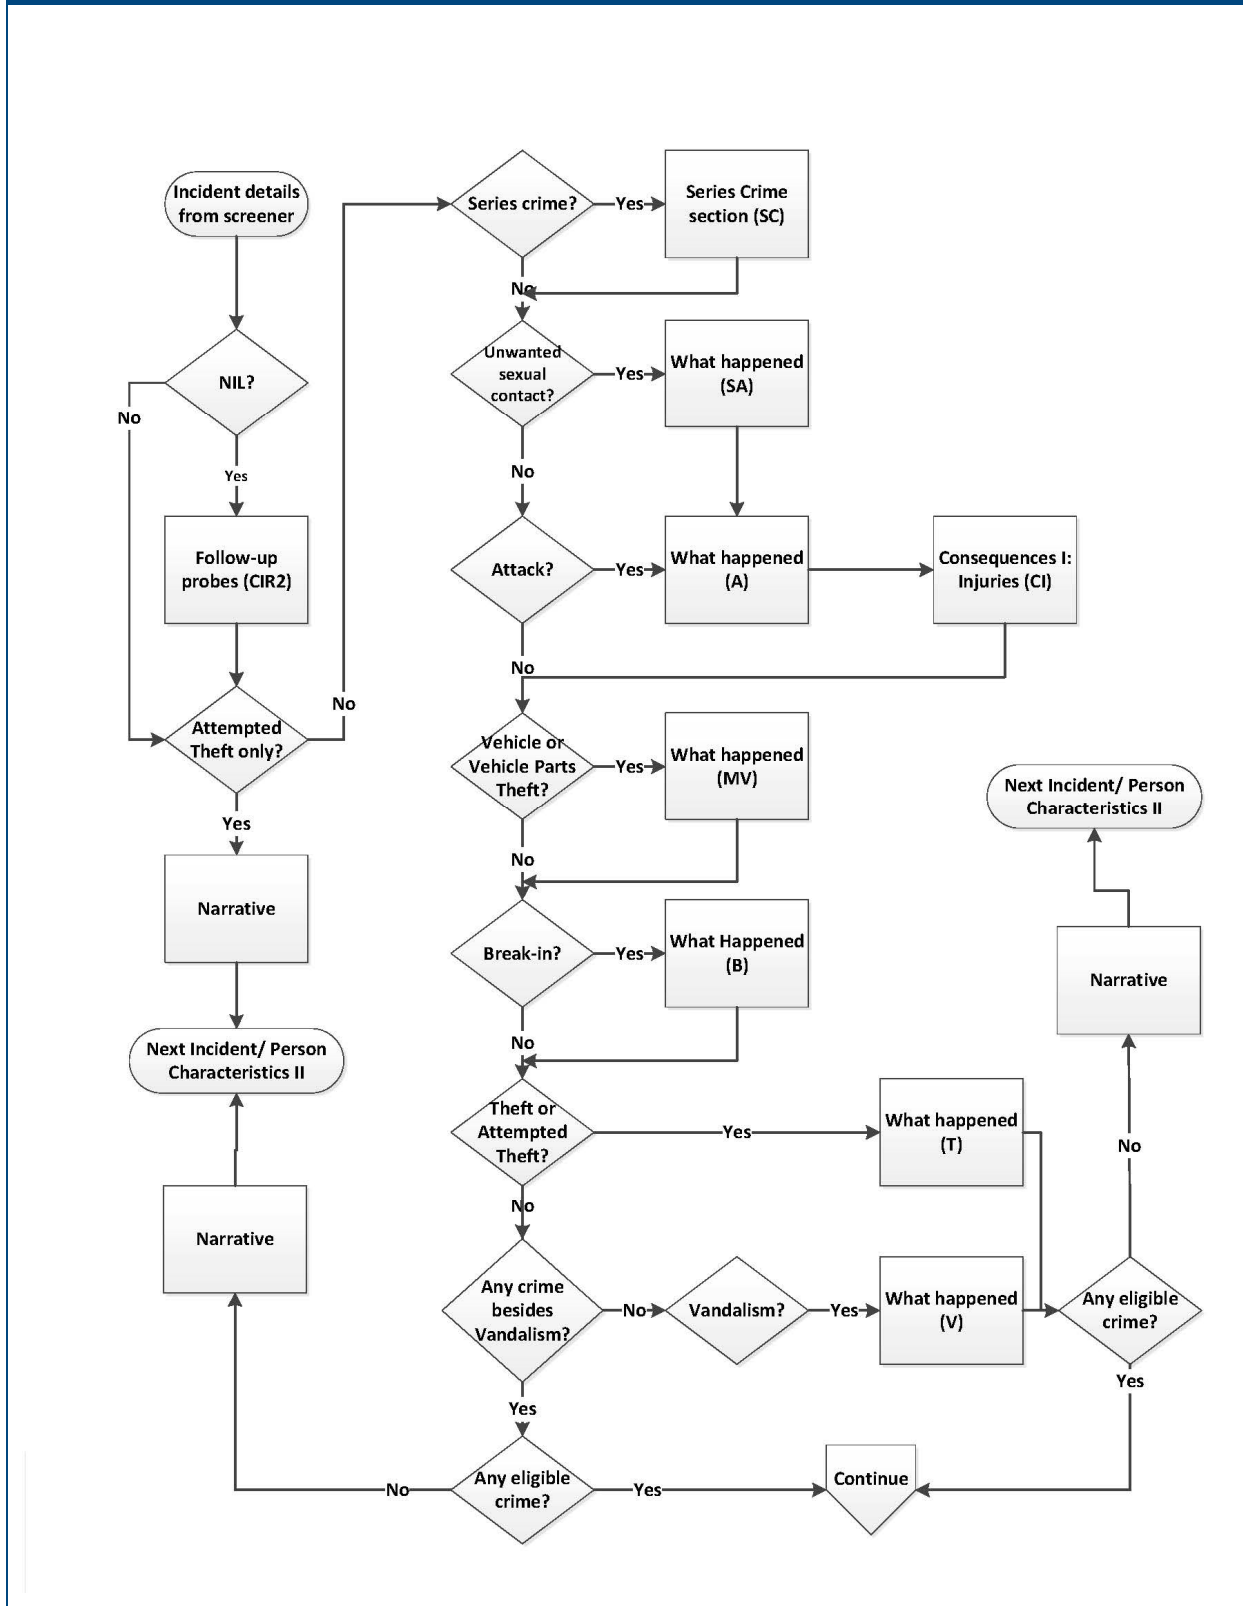 Incident details
from screener
Series crime?
Yes
Series Crime
section (SC)
No
NIL?
No
Yes
Unwanted
sexual
contact?
Yes
What happened
(SA)
No
Follow-up
probes (CIR2)
Attack?
Yes
What happened
(A)
Consequences I:
Injuries (CI)
No
Attempted
Theft only?
No
Yes
Vehicle or
Vehicle Parts
Theft?
Yes
What happened
(MV)
No
Next Incident/ Person
Characteristics II
Narrative
Break-in?
Yes
What Happened
(B)
No
Narrative
Next Incident/ Person
Characteristics II
Theft or
Attempted
Theft?
Yes
What happened
(T)
No
No
Narrative
Any crime
besides
Vandalism?
No
Vandalism?
Yes
What happened
(V)
Any eligible
crime?
Yes
Yes
Any eligible
crime?
No
Yes
Continue